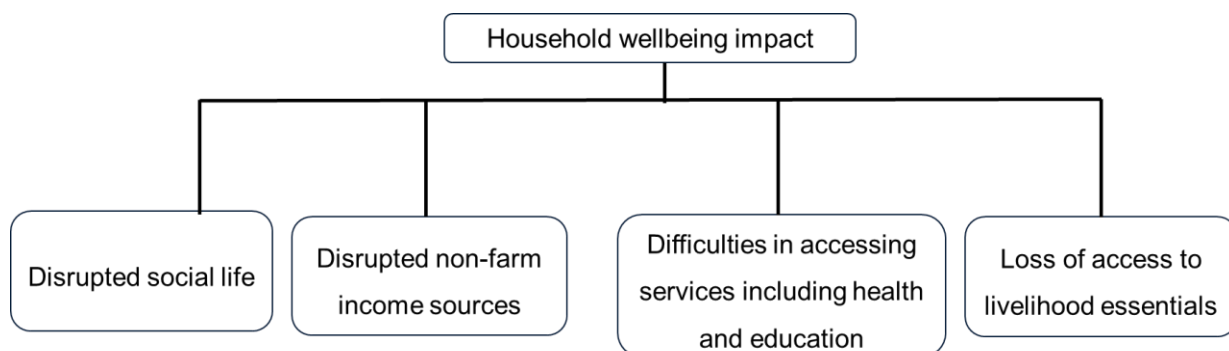 Household wellbeing impact
Disrupted social life
Disrupted non-farm
income sources
Difficulties in accessing
services including health
and education
Loss of access to
livelihood essentials